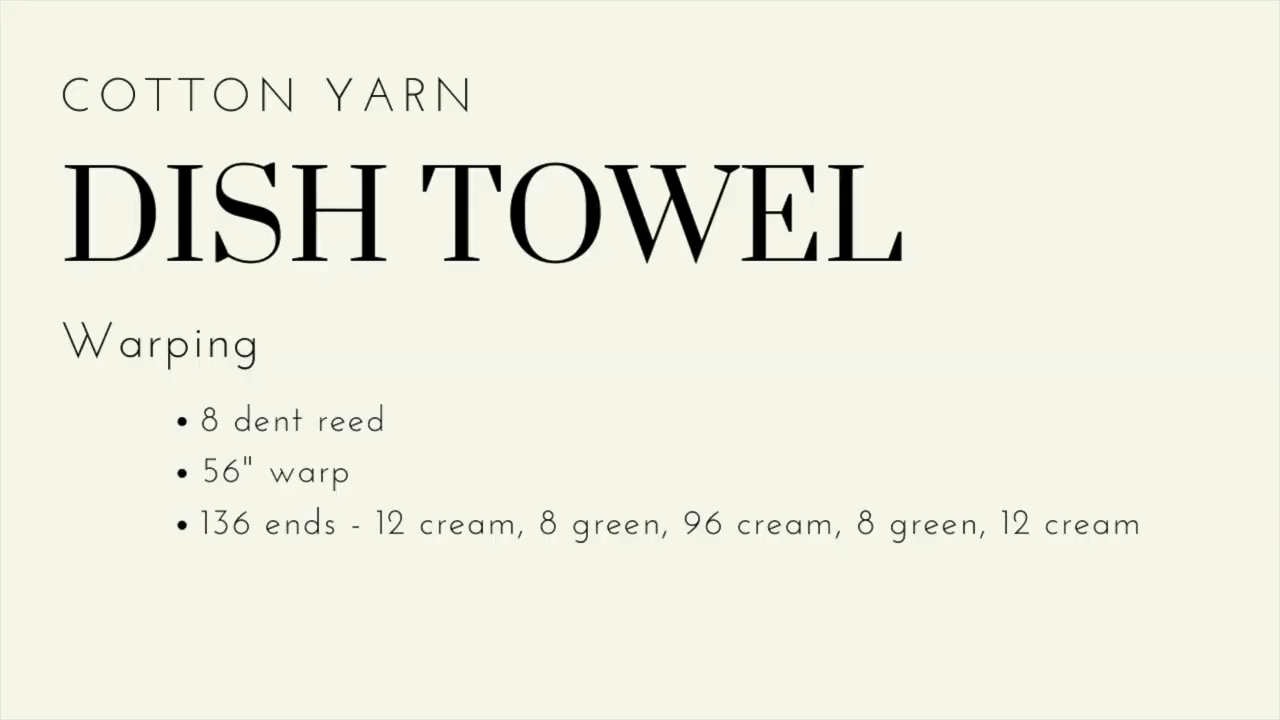 COTTON YARN
DISH TOWEL
Warping
• 8 dent reed
• 56" warp
• 136 ends - 12 cream, 8 green, 96 cream, 8 green, 12 cream